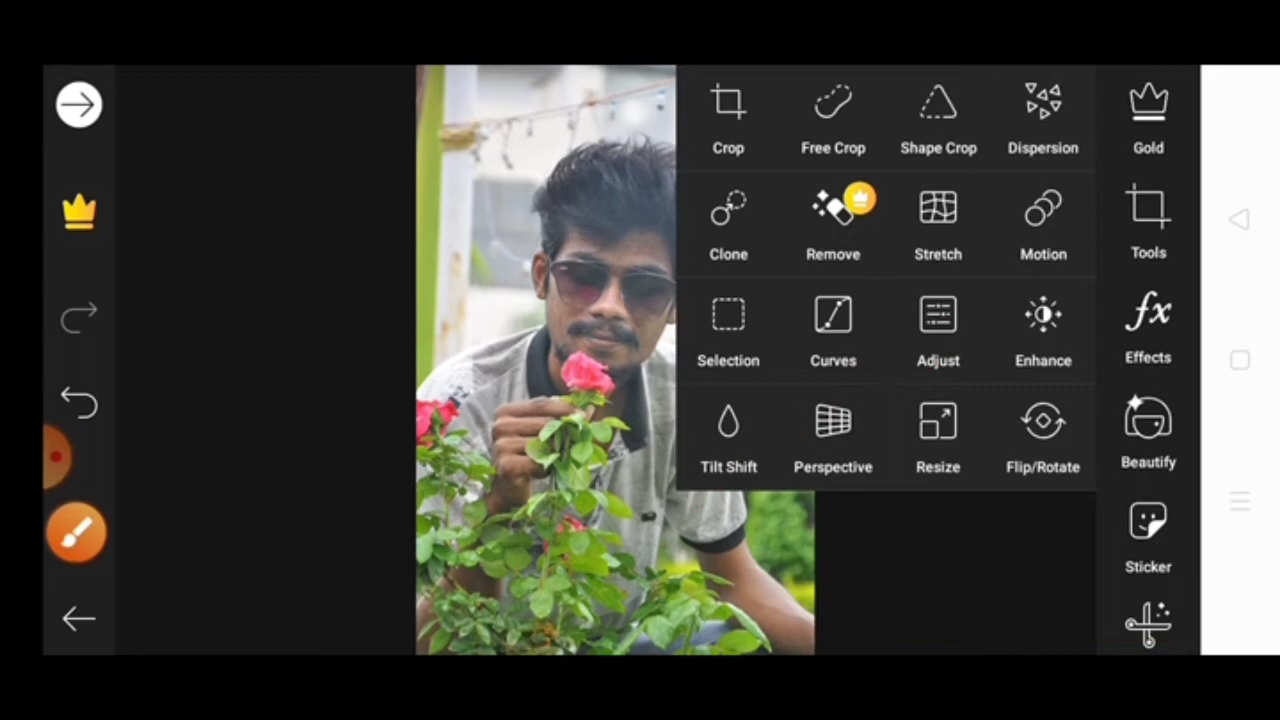 Crop Free Crop Shape Crop Dispersion Gold
Clone Remove Stretch Motion Tools
Selection Curves Adjust Enhance Effects
Tilt Shift Perspective Resize Flip/Rotate Beautify
Sticker